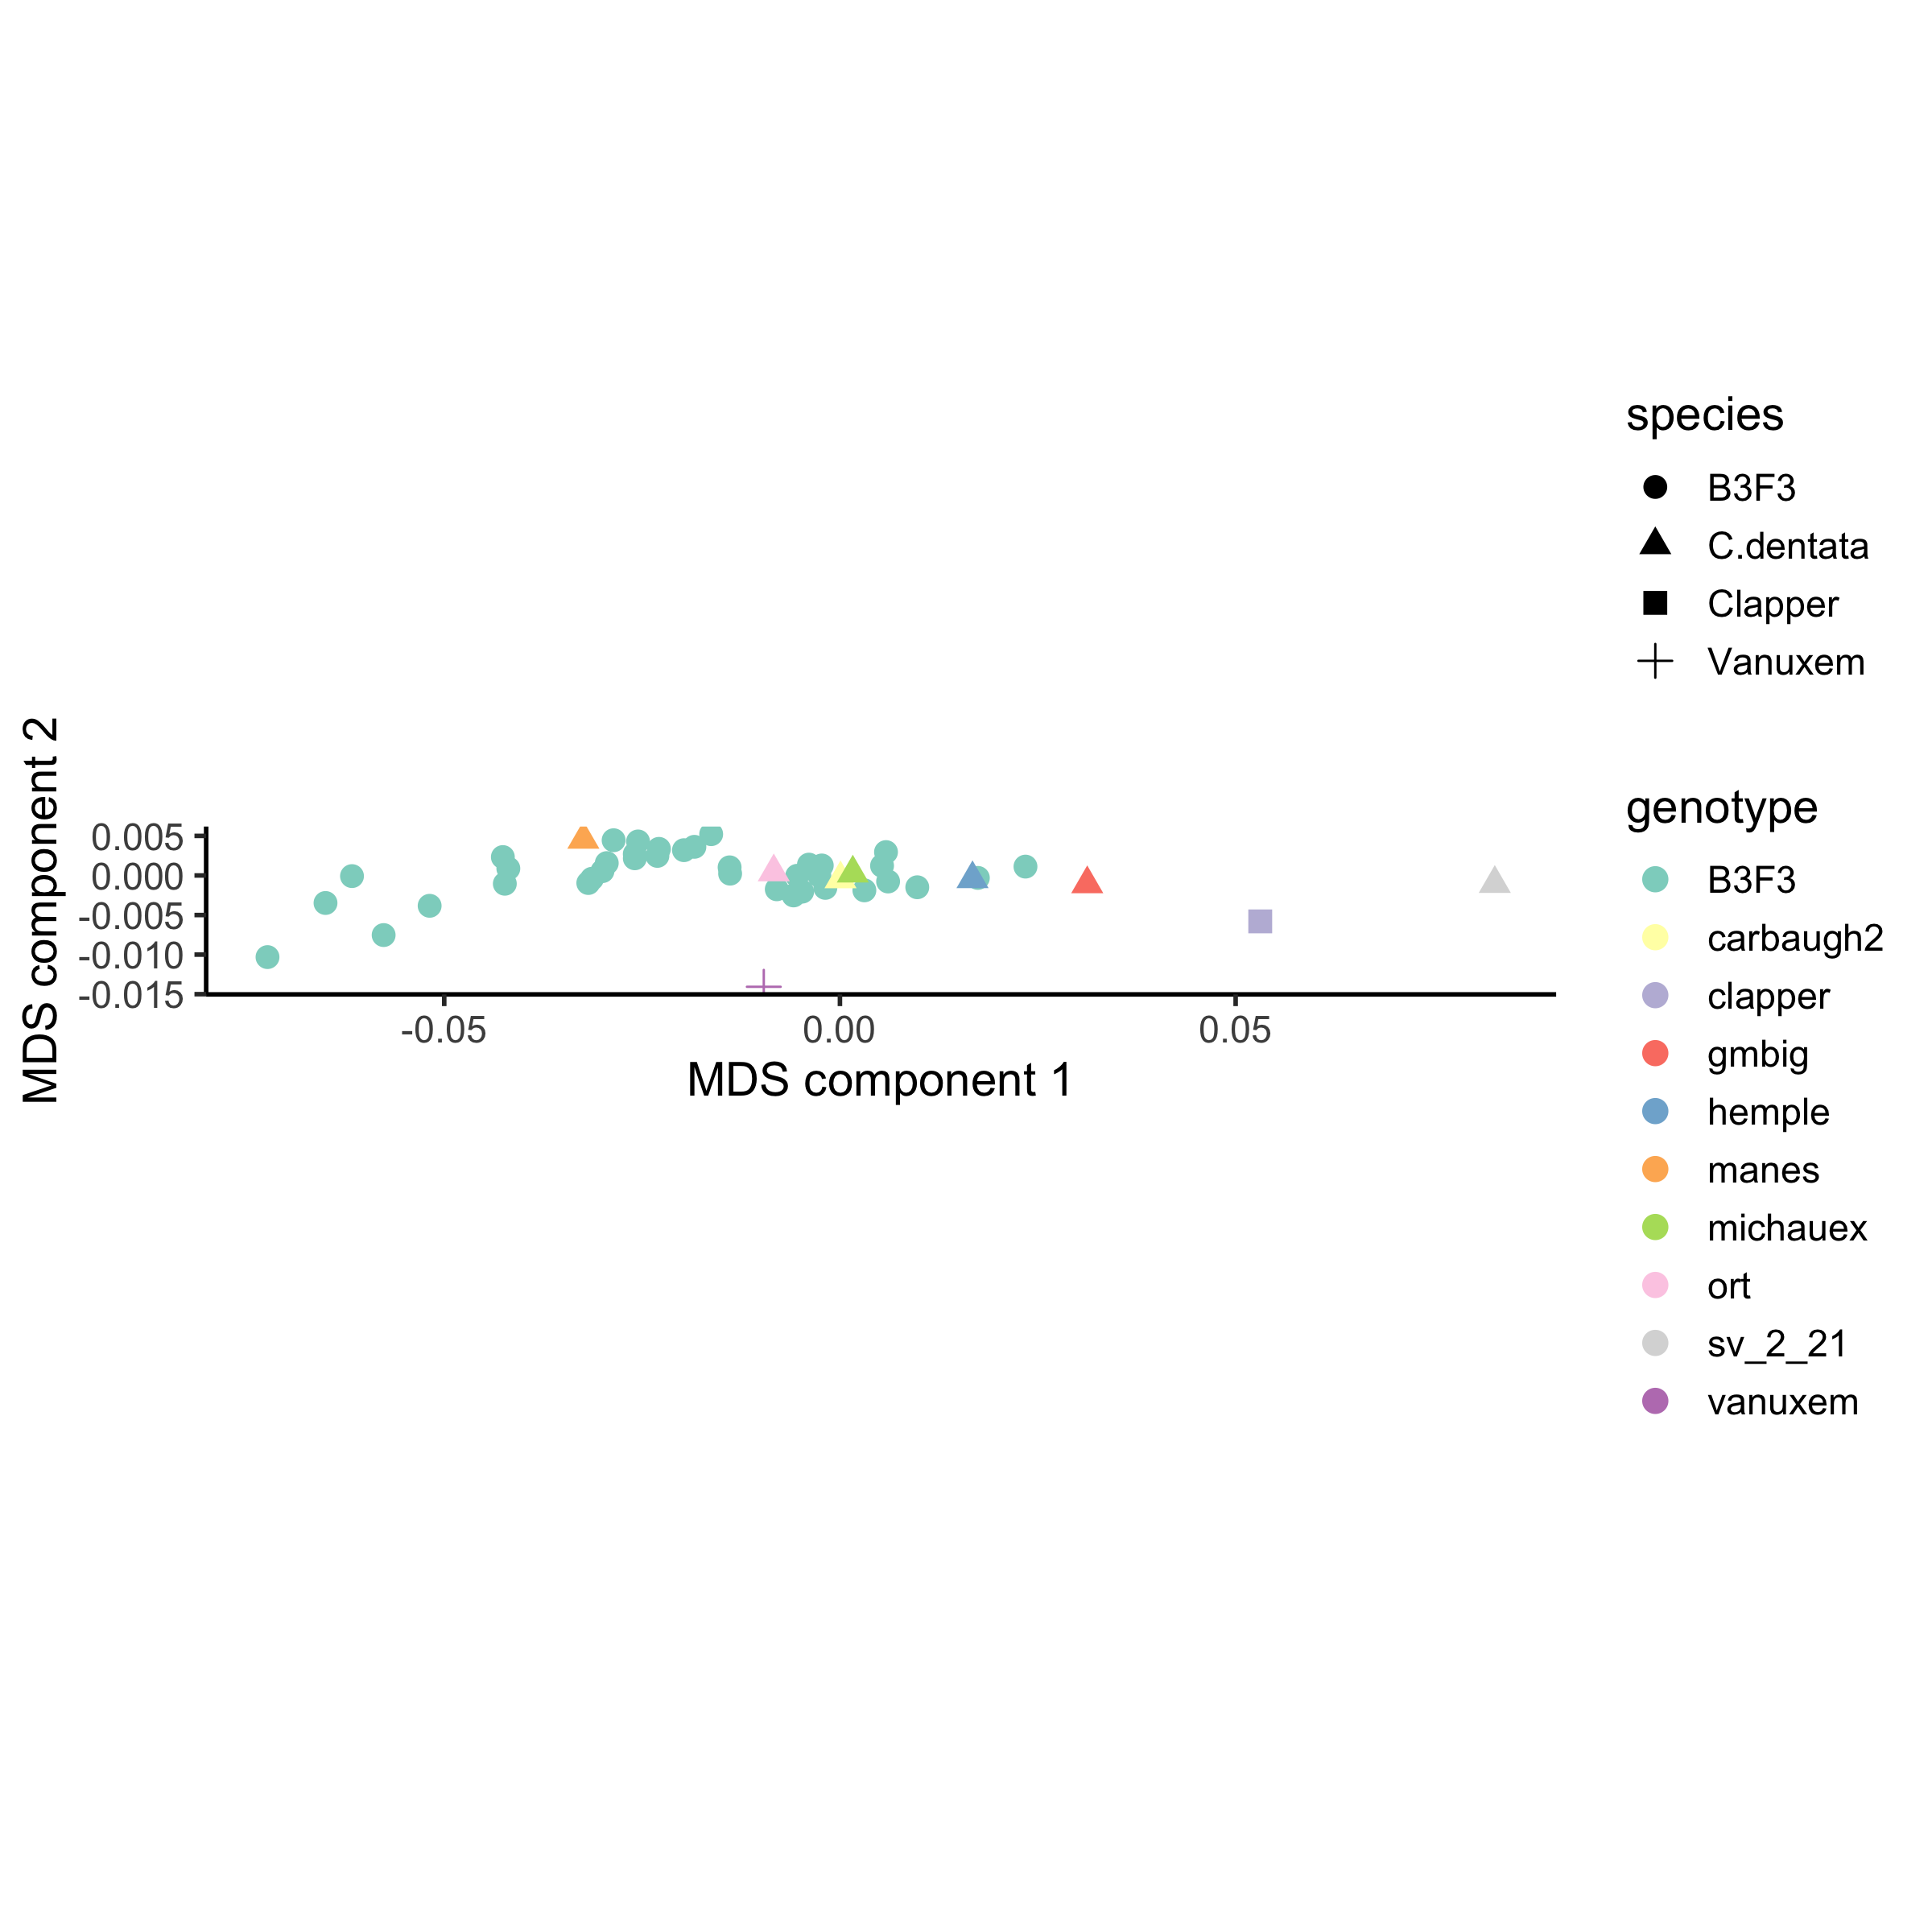 species
B3F3
C.dentata
Clapper
Vanuxem
MDS component 2
0.005
0.000
-0.005
-0.010
-0.015
-0.05
0.00
0.05
MDS component 1
genotype
B3F3
carbaugh2
clapper
gmbig
hemple
manes
michauex
ort
sv_2_21
vanuxem